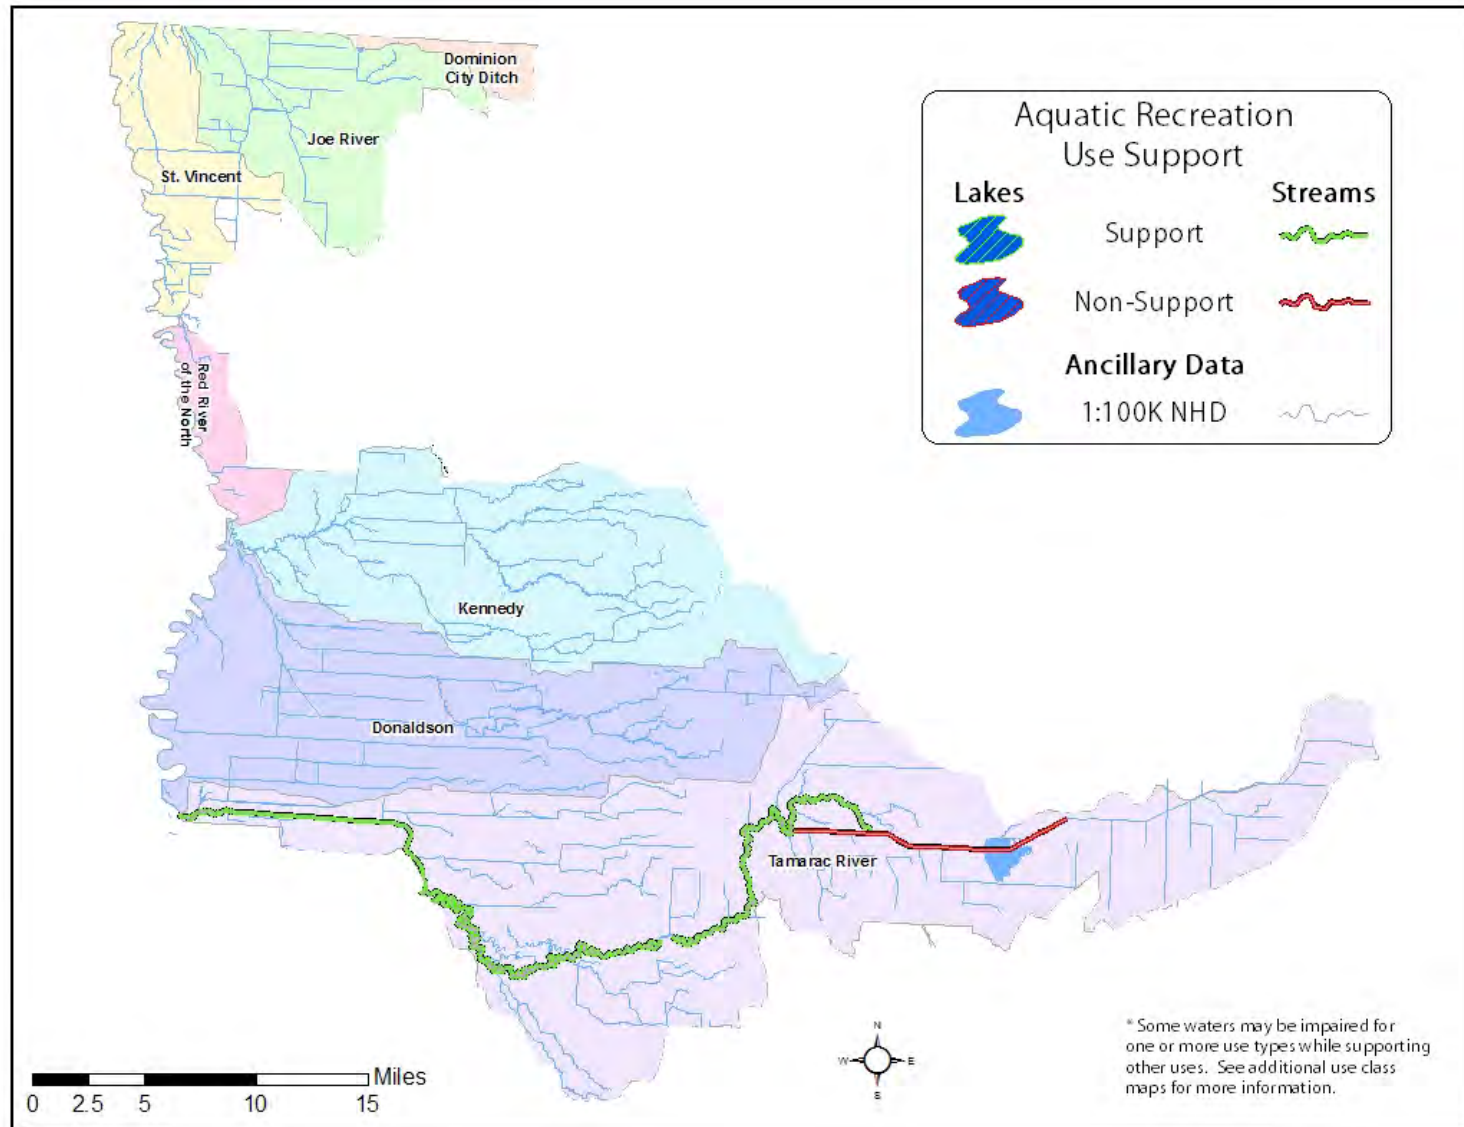 Dominion
City Ditch
Joe River
St. Vincent
Red River
of the North
Kennedy
Donaldson
Tamarac River
Aquatic Recreation
Use Support
Lakes
Streams
Support
Non-Support
Ancillary Data
1:100K NHD
N
W
E
S
Miles
0 2.5 5 10 15
* Some waters may be impaired for
one or more use types while supporting
other uses. See additional use class
maps for more information.